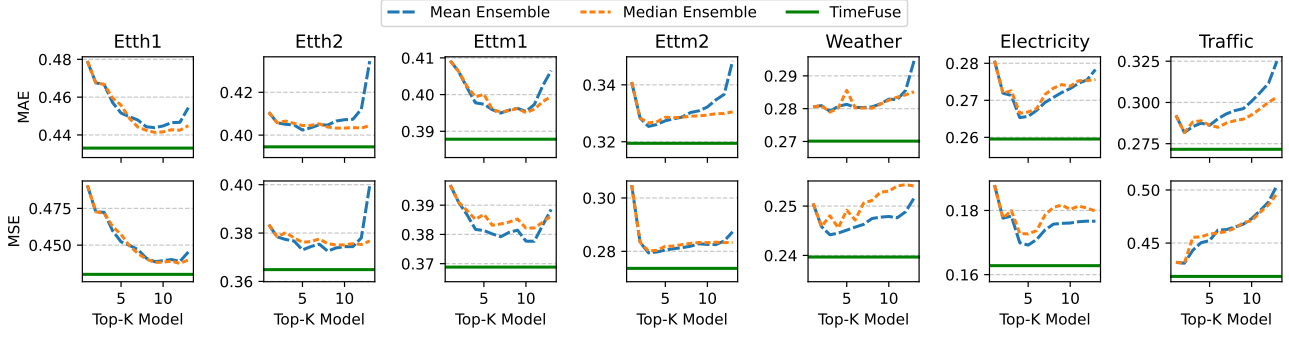 Mean Ensemble Median Ensemble TimeFuse
Etth1 Etth2 Ettm1 Ettm2 Weather Electricity Traffic
MAE
0.48 0.46 0.44
0.42 0.40
0.41 0.40 0.39
0.34 0.33 0.32
0.29 0.28 0.27
0.28 0.27 0.26
0.325 0.300 0.275
MSE
0.475 0.450
0.40 0.38 0.36
0.39 0.38 0.37
0.30 0.28
0.25 0.24
0.18 0.16
0.50 0.45
5 10 5 10 5 10 5 10 5 10 5 10 5 10
Top-K Model Top-K Model Top-K Model Top-K Model Top-K Model Top-K Model Top-K Model